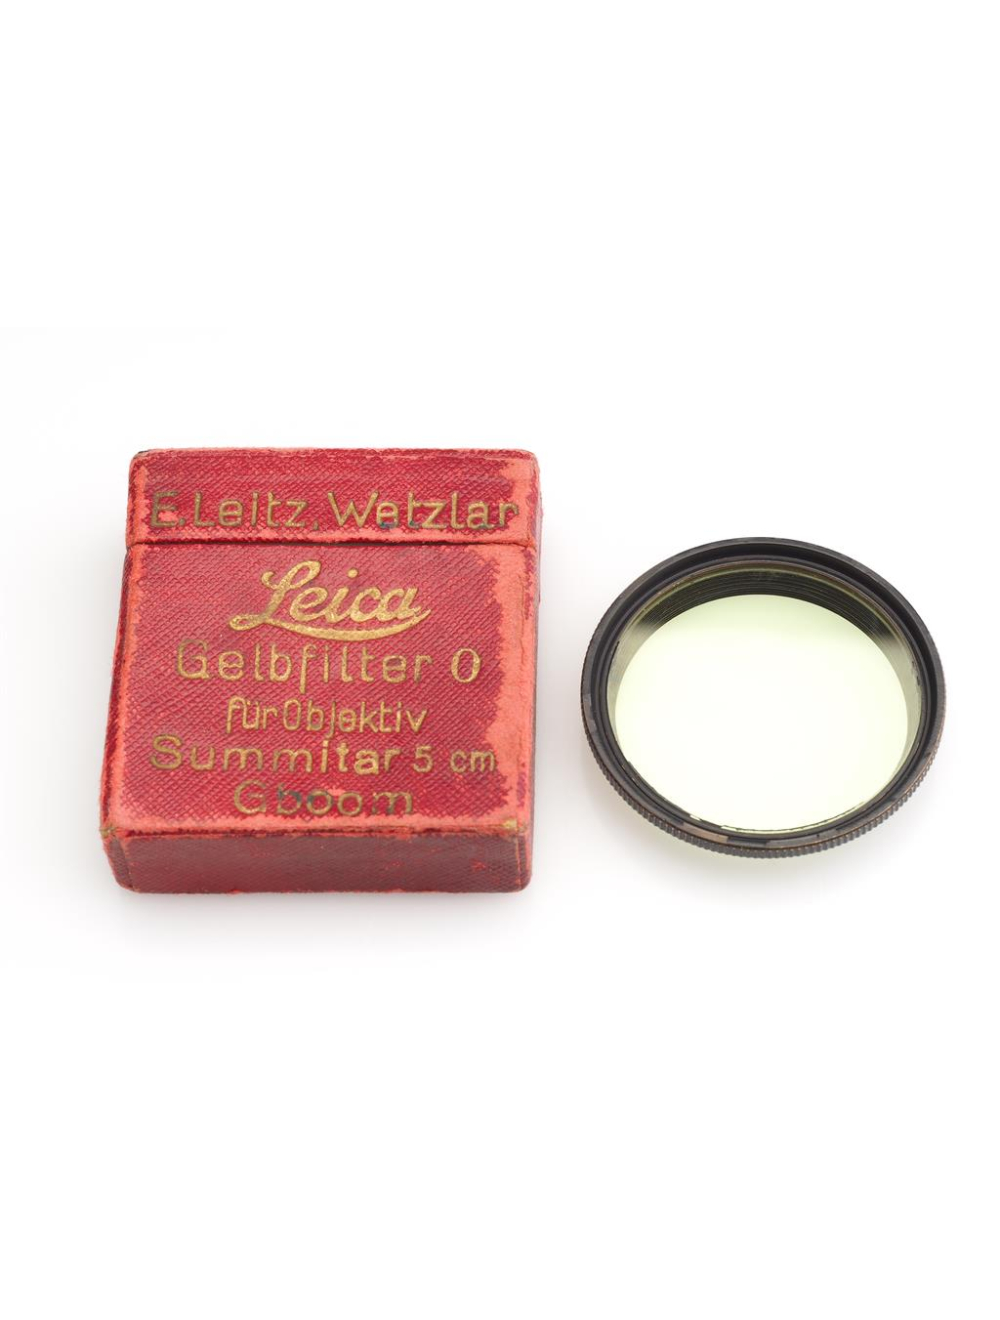 E. Leitz, Wetzlar
Leica
Gelbfilter 0
für Objektiv
Summitar 5 cm
Gboom